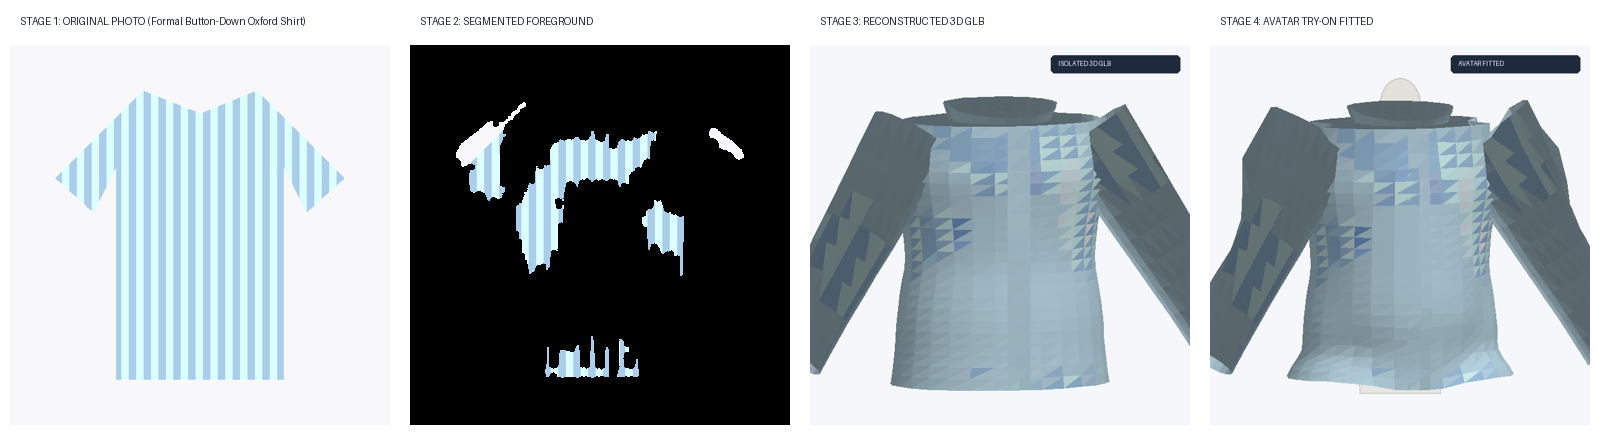 STAGE 1: ORIGINAL PHOTO (Formal Button-Down Oxford Shirt)
STAGE 2: SEGMENTED FOREGROUND
STAGE 3: RECONSTRUCTED 3D GLB
STAGE 4: AVATAR TRY-ON FITTED
ISOLATED 3D GLB
AVATAR FITTED